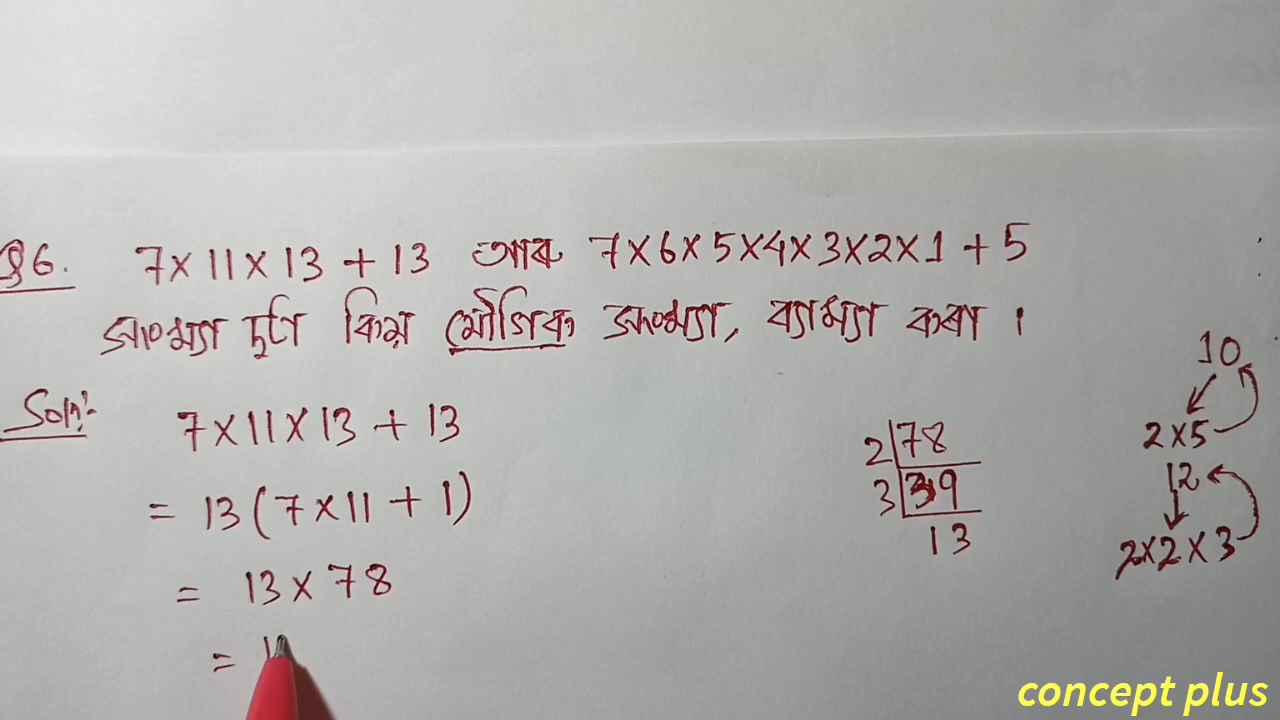 Q6. 7×11×13 + 13 আৰু 7×6×5×4×3×2×1 + 5
সংখ্যা দুটা কিয় যৌগিক সংখ্যা, ব্যাখ্যা কৰা ।
Soln:- 7×11×13 + 13
= 13(7×11 + 1)
= 13×78
= 1
2 78
3 39
13
10
2×5
12
2×2×3
concept plus